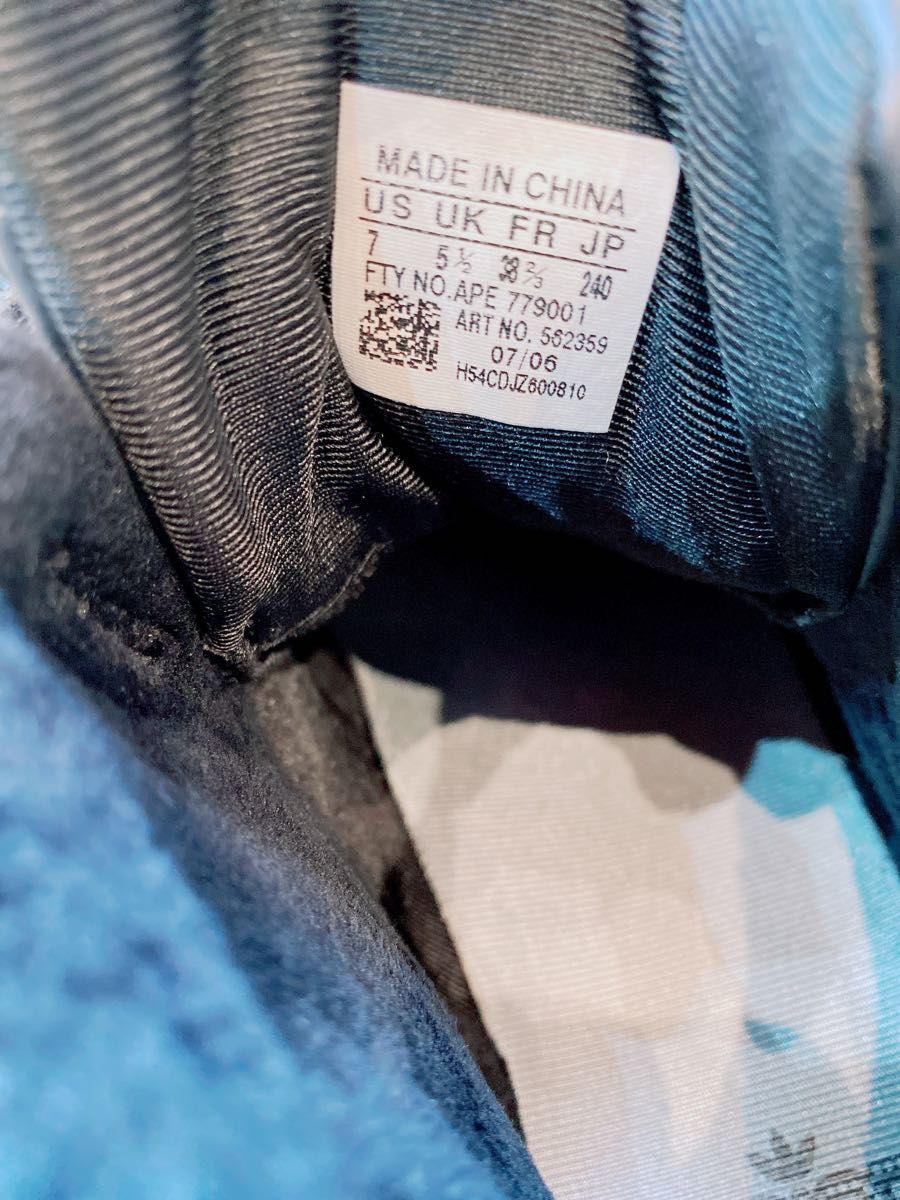 MADE IN CHINA
US UK FR JP
7 5½ 38⅔ 240
FTY NO. APE 779001
ART NO. 562359
07/06
H54CDJZ600810